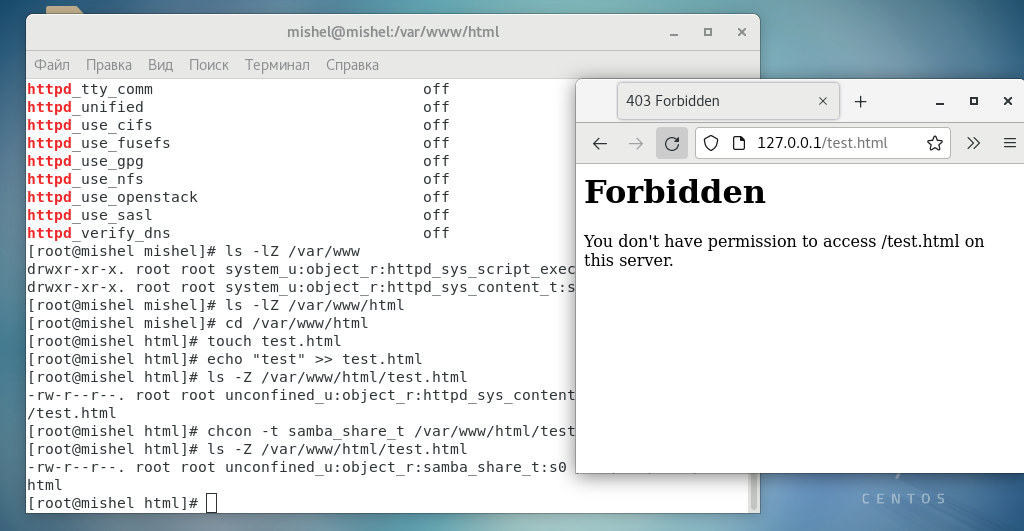 mishel@mishel:/var/www/html
Файл Правка Вид Поиск Терминал Справка
httpd_tty_comm off
httpd_unified off
httpd_use_cifs off
httpd_use_fusefs off
httpd_use_gpg off
httpd_use_nfs off
httpd_use_openstack off
httpd_use_sasl off
httpd_verify_dns off
[root@mishel mishel]# ls -lZ /var/www
drwxr-xr-x. root root system_u:object_r:httpd_sys_script_exec
drwxr-xr-x. root root system_u:object_r:httpd_sys_content_t:s
[root@mishel mishel]# ls -lZ /var/www/html
[root@mishel mishel]# cd /var/www/html
[root@mishel html]# touch test.html
[root@mishel html]# echo "test" >> test.html
[root@mishel html]# ls -Z /var/www/html/test.html
-rw-r--r--. root root unconfined_u:object_r:httpd_sys_content
/test.html
[root@mishel html]# chcon -t samba_share_t /var/www/html/test
[root@mishel html]# ls -Z /var/www/html/test.html
-rw-r--r--. root root unconfined_u:object_r:samba_share_t:s0
html
[root@mishel html]#
403 Forbidden
127.0.0.1/test.html
Forbidden
You don't have permission to access /test.html on
this server.
CENTOS